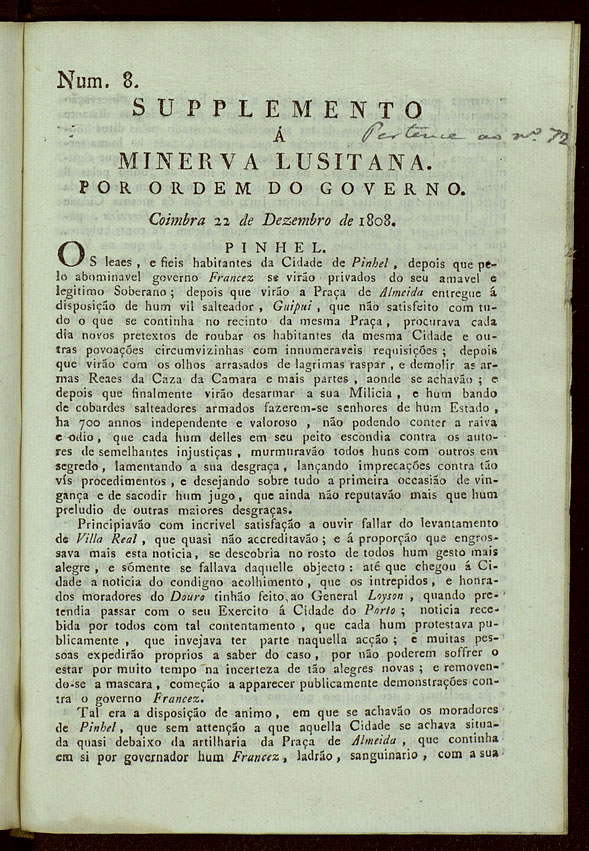 Num. 8.
SUPPLEMENTO
Á
Pertence ao nº. 72
MINERVA LUSITANA.
POR ORDEM DO GOVERNO.
Coimbra 22 de Dezembro de 1808.
PINHEL.
OS leaes, e fieis habitantes da Cidade de Pinhel, depois que pe-
lo abominavel governo Francez se virão privados do seu amavel e
legitimo Soberano; depois que virão a Praça de Almeida entregue á
disposição de hum vil salteador, Guipui, que não satisfeito com tu-
do o que se continha no recinto da mesma Praça, procurava cada
dia novos pretextos de roubar os habitantes da mesma Cidade e ou-
tras povoações circumvizinhas com innumeraveis requisições; depois
que virão com os olhos arrasados de lagrimas raspar, e demolir as ar-
mas Reaes da Caza da Camara e mais partes, aonde se achavão; e
depois que finalmente virão desarmar a sua Milicia, e hum bando
de cobardes salteadores armados fazerem-se senhores de hum Estado,
ha 700 annos independente e valoroso, não podendo conter a raiva
e odio, que cada hum delles em seu peito escondia contra os auto-
res de semelhantes injustiças, murmuravão todos huns com outros em
segredo, lamentando a sua desgraça, lançando imprecações contra tão
vîs procedimentos, e desejando sobre tudo a primeira occasião de vin-
gança e de sacodir hum jugo, que ainda não reputavão mais que hum
preludio de outras maiores desgraças.
Principiavão com incrivel satisfação a ouvir fallar do levantamento
de Villa Real, que quasi não accreditavão; e á proporção que engros-
sava mais esta noticia, se descobria no rosto de todos hum gesto mais
alegre, e sómente se fallava daquelle objecto: até que chegou á Ci-
dade a noticia do condigno acolhimento, que os intrepidos, e honra-
dos moradores do Douro tinhão feito ao General Loyson, quando pre-
tendia passar com o seu Exercito á Cidade do Porto; noticia rece-
bida por todos com tal contentamento, que cada hum protestava pu-
blicamente, que invejava ter parte naquella acção; e muitas pes-
soas expedirão proprios a saber do caso, por não poderem soffrer o
estar por muito tempo na incerteza de tão alegres novas; e removen-
do-se a mascara, começão a apparecer publicamente demonstrações con-
tra o governo Francez.
Tal era a disposição de animo, em que se achavão os moradores
de Pinhel, que sem attenção a que aquella Cidade se achava situa-
da quasi debaixo da artilharia da Praça de Almeida, que continha
em si por governador hum Francez, ladrão, sanguinario, com a sua